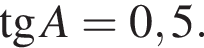 tg A = 0,5.